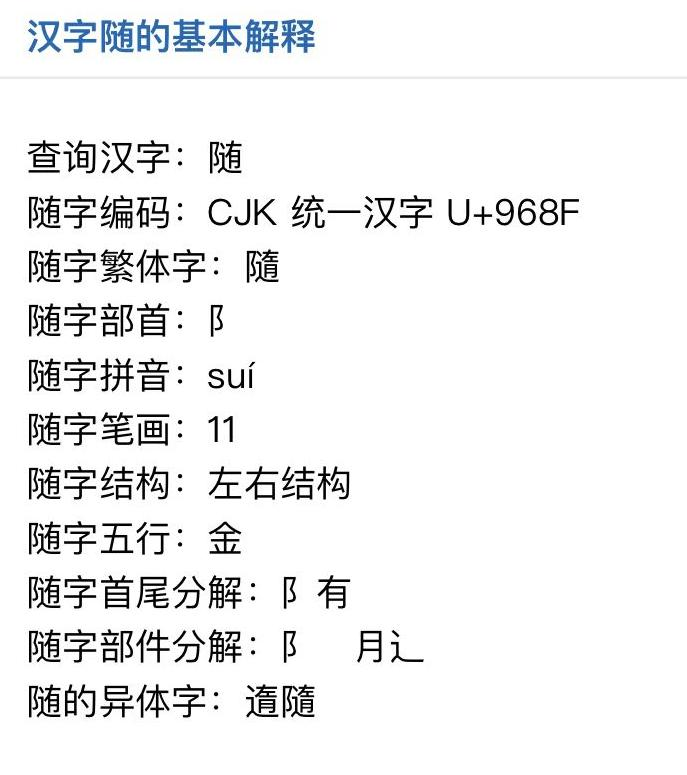 汉字随的基本解释
查询汉字：随
随字编码：CJK 统一汉字 U+968F
随字繁体字：隨
随字部首：阝
随字拼音：suí
随字笔画：11
随字结构：左右结构
随字五行：金
随字首尾分解：阝有
随字部件分解：阝 月辶
随的异体字：遀隨